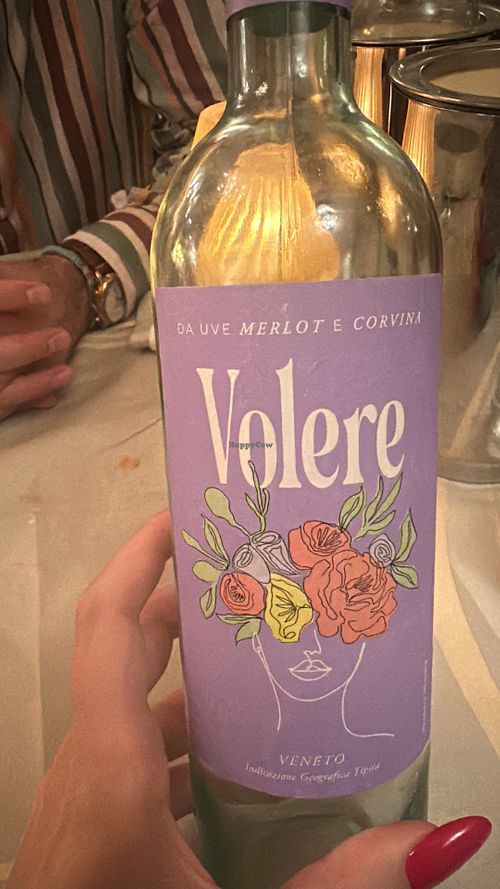 DA UVE MERLOT E CORVINA
Volere
HappyCow
VENETO
Indicazione Geografica Tipica